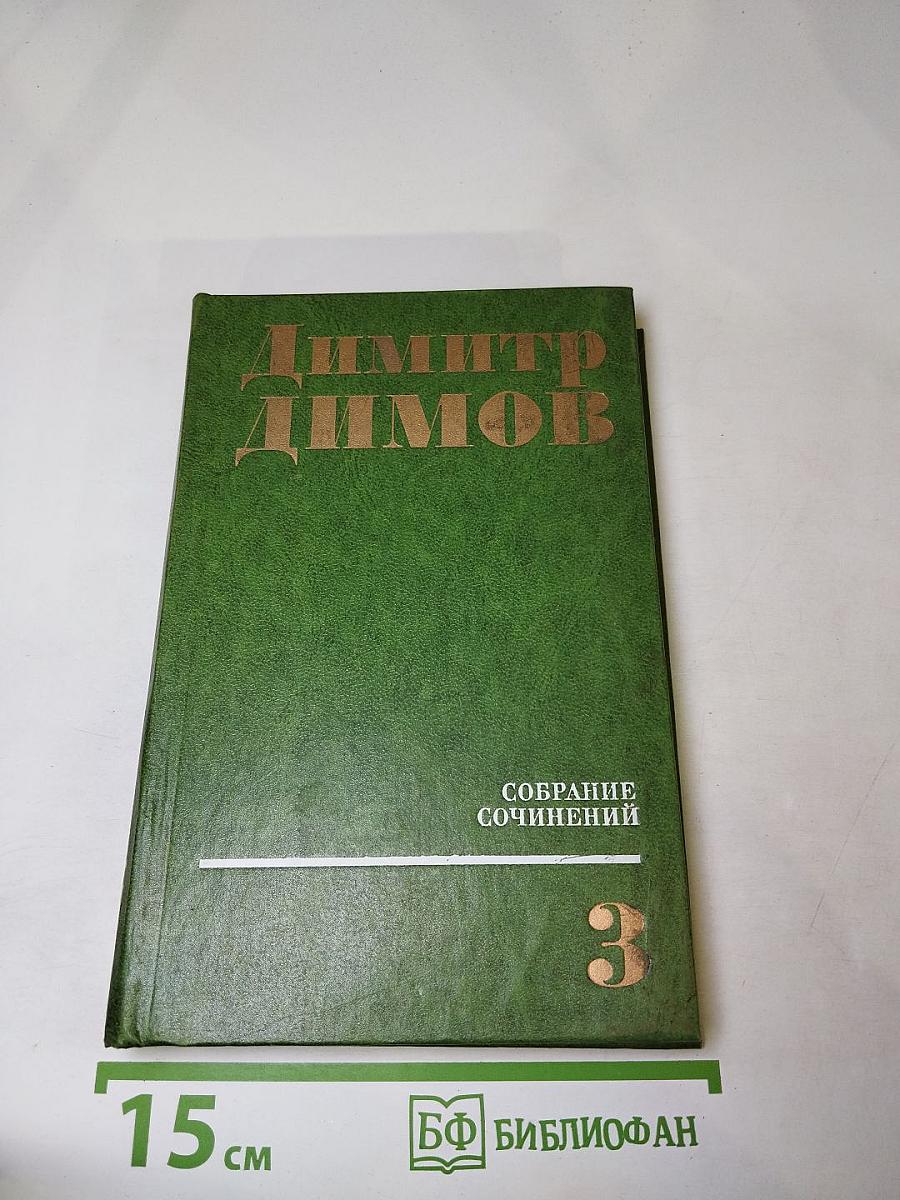 Димитр
ДИМОВ
СОБРАНИЕ
СОЧИНЕНИЙ
3
15 см
БФ БИБЛИОФАН